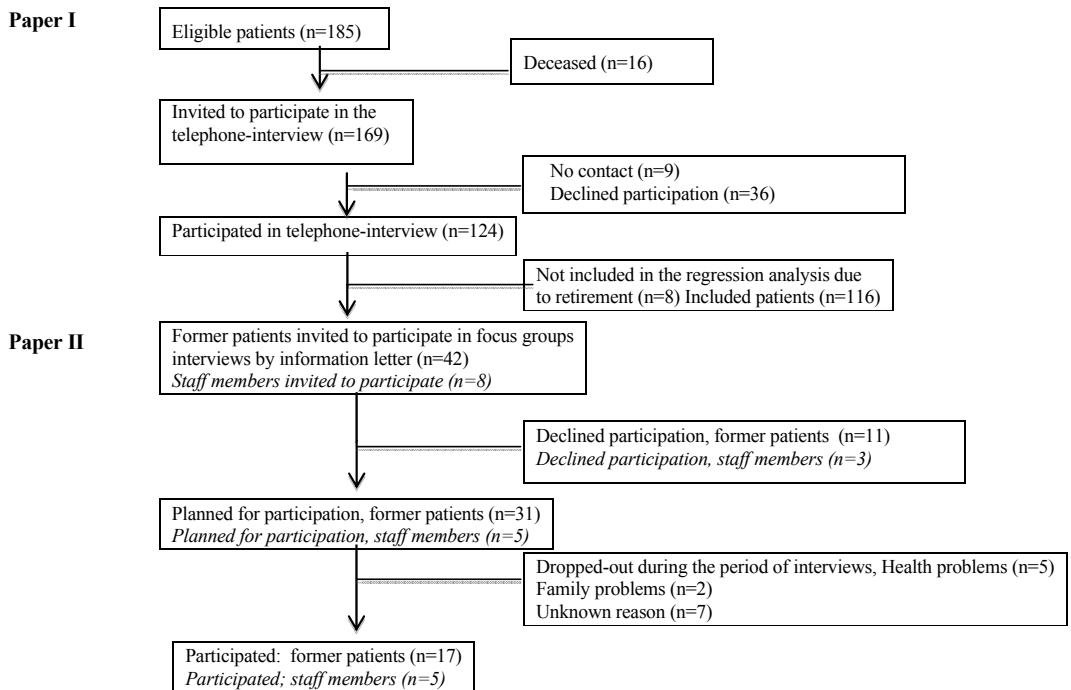 Paper I
Eligible patients (n=185)
Deceased (n=16)
Invited to participate in the
telephone-interview (n=169)
No contact (n=9)
Declined participation (n=36)
Participated in telephone-interview (n=124)
Not included in the regression analysis due
to retirement (n=8) Included patients (n=116)
Paper II
Former patients invited to participate in focus groups
interviews by information letter (n=42)
Staff members invited to participate (n=8)
Declined participation, former patients (n=11)
Declined participation, staff members (n=3)
Planned for participation, former patients (n=31)
Planned for participation, staff members (n=5)
Dropped-out during the period of interviews, Health problems (n=5)
Family problems (n=2)
Unknown reason (n=7)
Participated: former patients (n=17)
Participated; staff members (n=5)